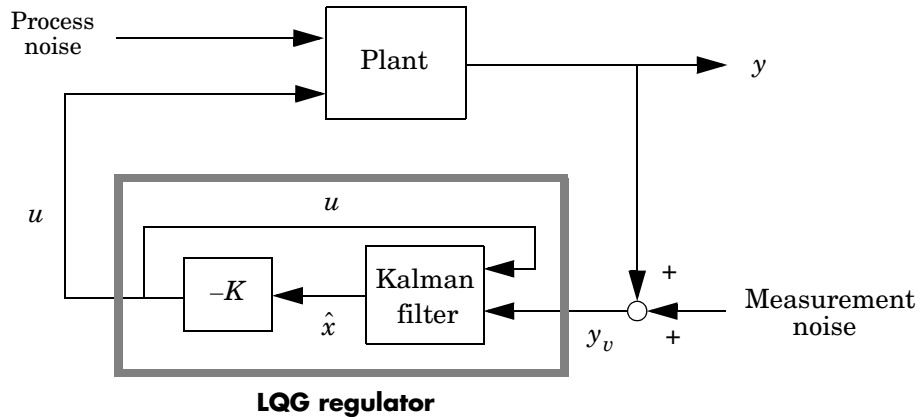 Process
noise
Plant
y
u
u
–K
x̂
Kalman
filter
y_v
+
+
Measurement
noise
LQG regulator